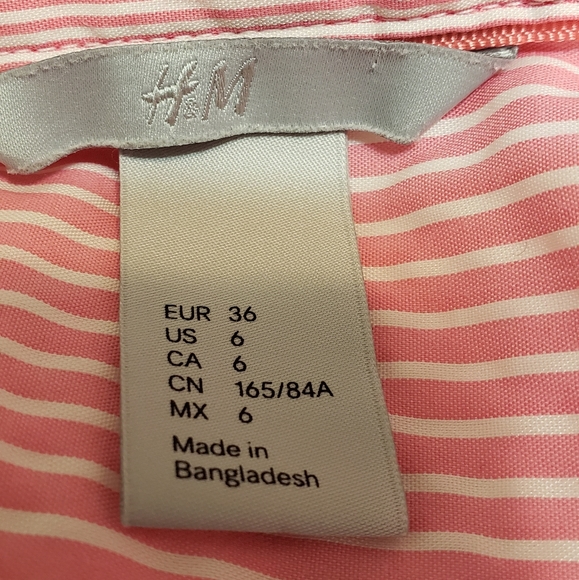 H&M
EUR 36
US 6
CA 6
CN 165/84A
MX 6
Made in
Bangladesh